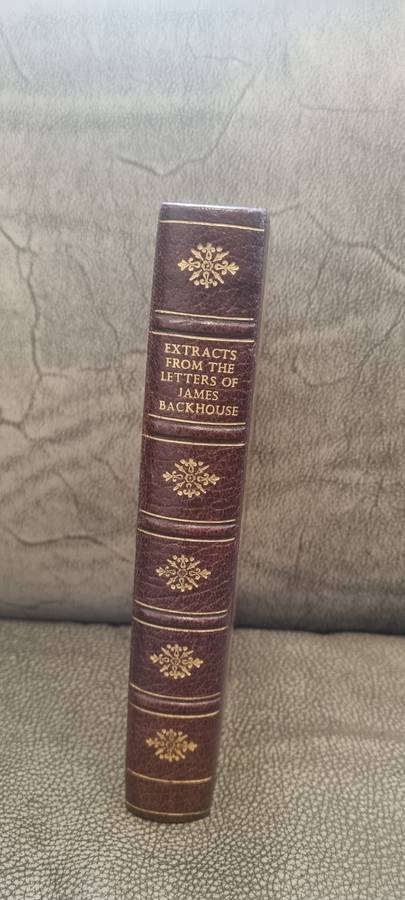 EXTRACTS
FROM THE
LETTERS OF
JAMES
BACKHOUSE